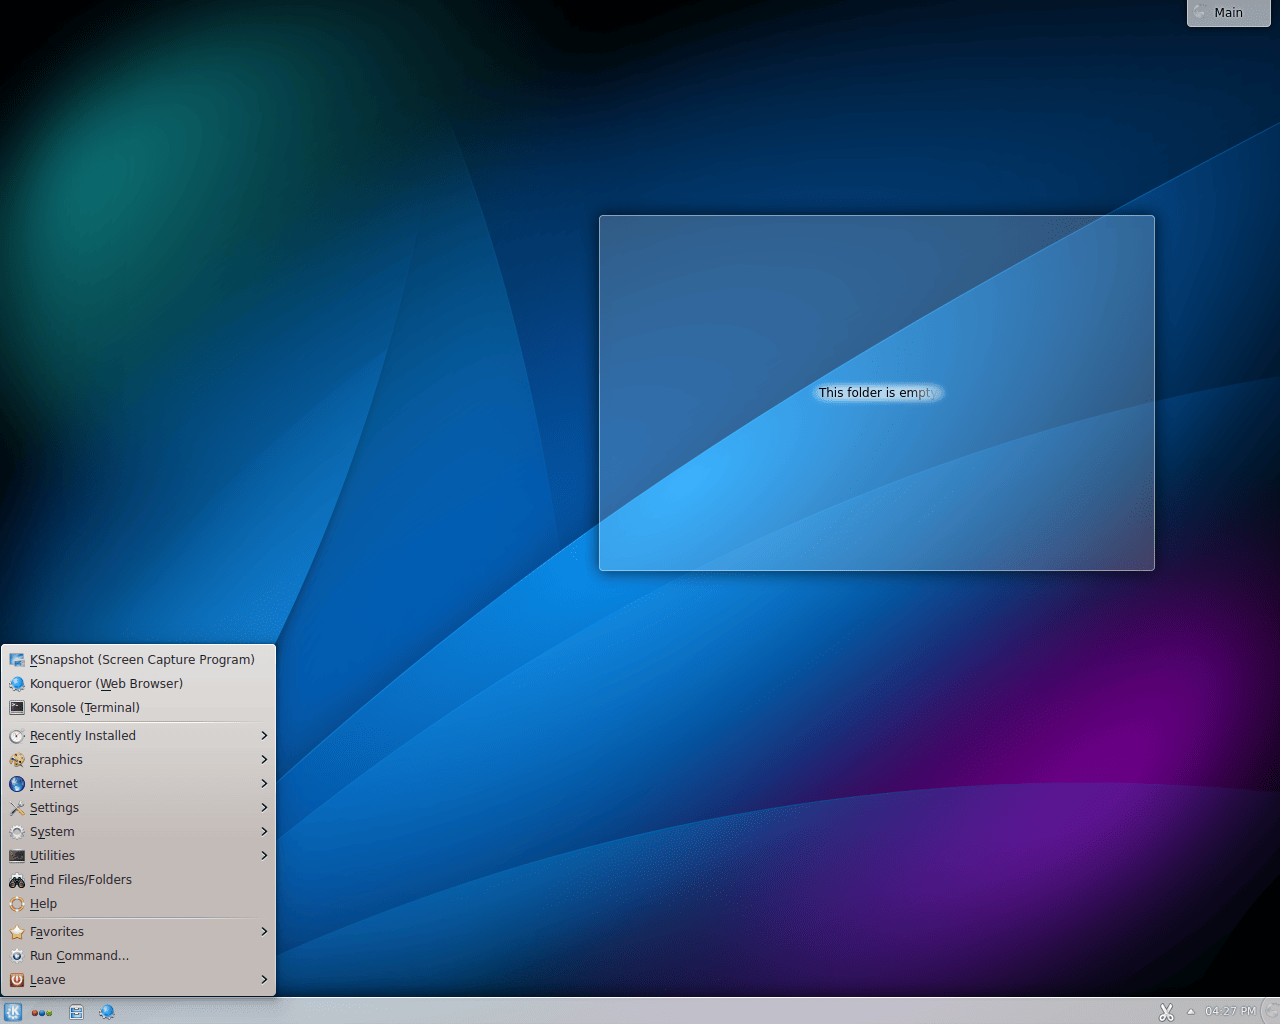 Main
This folder is empty
KSnapshot (Screen Capture Program)
Konqueror (Web Browser)
Konsole (Terminal)
Recently Installed
Graphics
Internet
Settings
System
Utilities
Find Files/Folders
Help
Favorites
Run Command...
Leave
04:27 PM